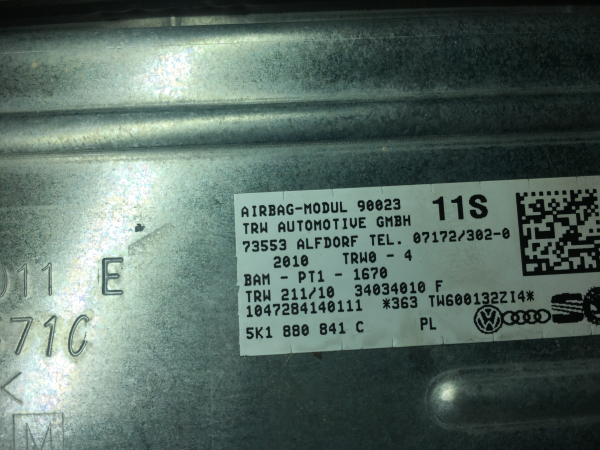 AIRBAG-MODUL 90023 11S
TRW AUTOMOTIVE GMBH
73553 ALFDORF TEL. 07172/302-0
2010 TRW0 - 4
BAM - PT1 - 1670
TRW 211/10 34034010 F
1047284140111 *363 TW600132ZI4*
5K1 880 841 C PL
011 E
71C
<
M